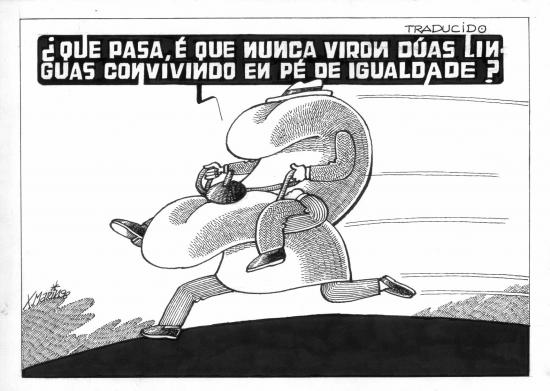 TRADUCIDO
¿QUE PASA, É QUE NUNCA VIRON DÚAS LIN-
GUAS CONVIVINDO EN PÉ DE IGUALDADE?